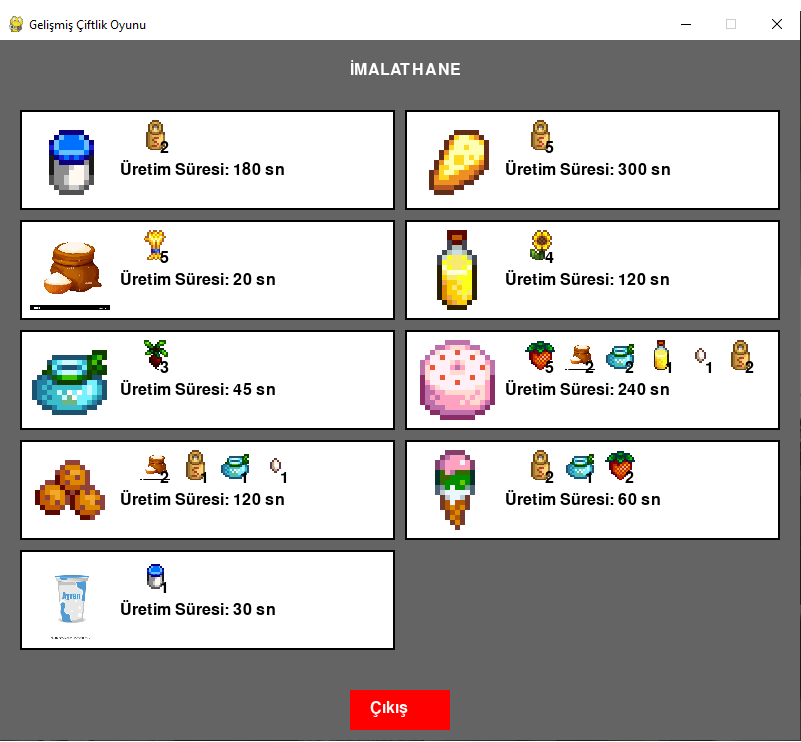 Gelişmiş Çiftlik Oyunu
İMALATHANE
2
Üretim Süresi: 180 sn
5
Üretim Süresi: 300 sn
5
Üretim Süresi: 20 sn
4
Üretim Süresi: 120 sn
3
Üretim Süresi: 45 sn
5 2 2 1 1 2
Üretim Süresi: 240 sn
2 1 1 1
Üretim Süresi: 120 sn
2 1 2
Üretim Süresi: 60 sn
Ayran
1
Üretim Süresi: 30 sn
Çıkış